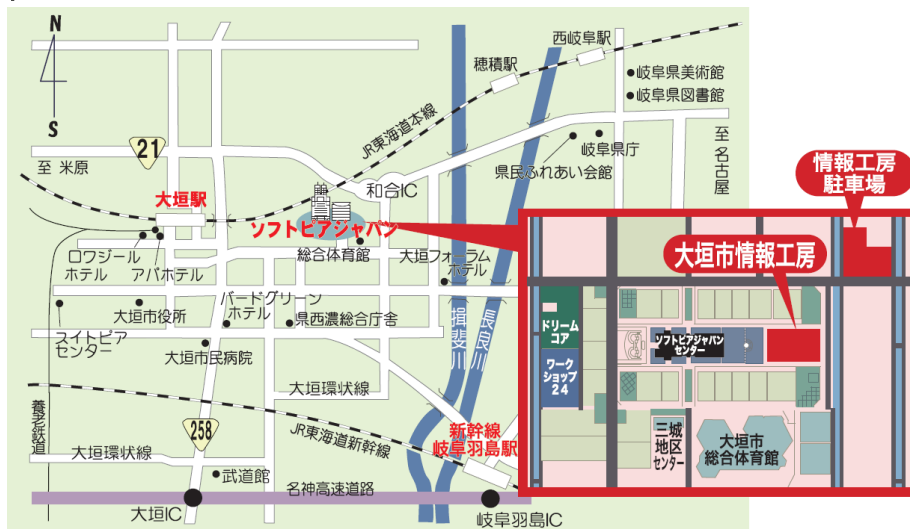 N
S
西岐阜駅
穂積駅
岐阜県美術館
岐阜県図書館
JR東海道本線
21
至 米原
岐阜県庁
県民ふれあい会館
至 名古屋
和合IC
大垣駅
ソフトピアジャパン
総合体育館
ロワジール
ホテル
アパホテル
大垣フォーラム
ホテル
大垣市役所
バードグリーン
ホテル
県西濃総合庁舎
スイトピア
センター
大垣市民病院
揖斐川
長良川
大垣環状線
養老鉄道
258
JR東海道新幹線
新幹線
岐阜羽島駅
大垣環状線
武道館
名神高速道路
大垣IC
岐阜羽島IC
情報工房
駐車場
大垣市情報工房
ドリーム
コア
ソフトピアジャパン
センター
ワーク
ショップ
24
三城
地区
センター
大垣市
総合体育館